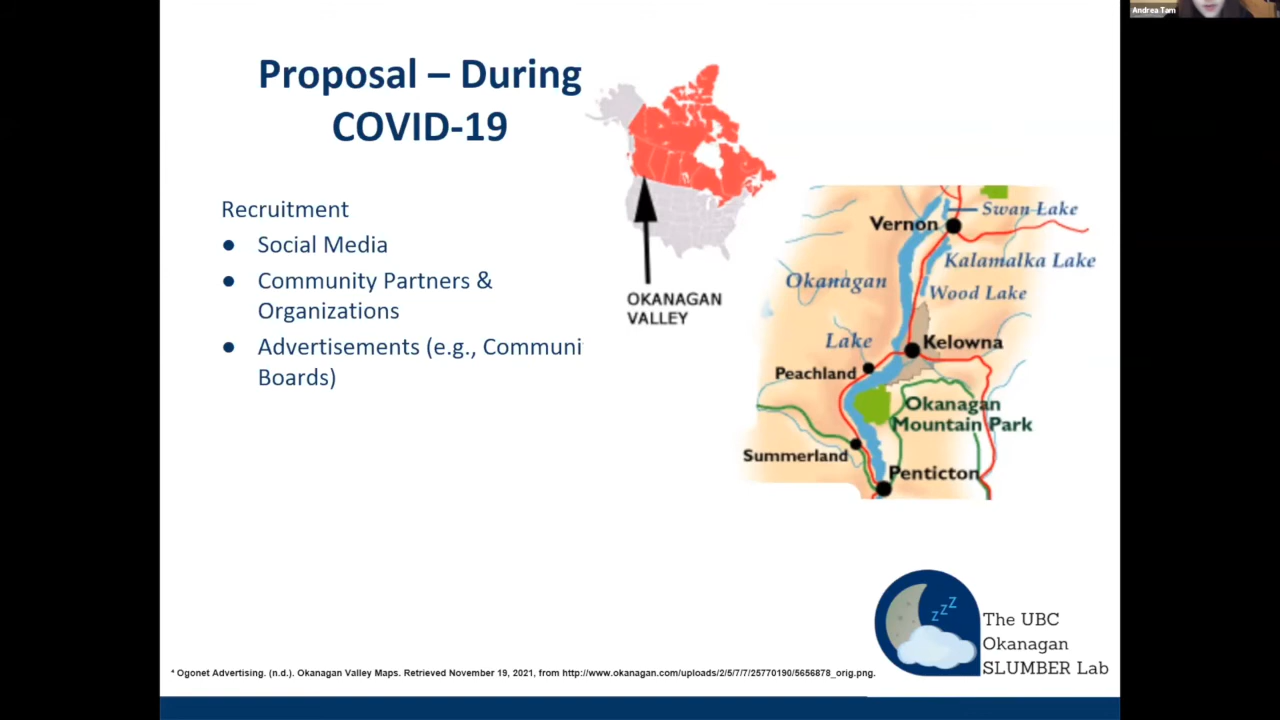 Andrea Tam
Proposal – During
COVID-19
Recruitment
● Social Media
● Community Partners &
Organizations
● Advertisements (e.g., Communi
Boards)
OKANAGAN
VALLEY
Swan Lake
Vernon
Kalamalka Lake
Okanagan
Wood Lake
Lake
Kelowna
Peachland
Okanagan
Mountain Park
Summerland
Penticton
zzz
The UBC
Okanagan
SLUMBER Lab
* Ogonet Advertising. (n.d.). Okanagan Valley Maps. Retrieved November 19, 2021, from http://www.okanagan.com/uploads/2/5/7/7/25770190/5656878_orig.png.